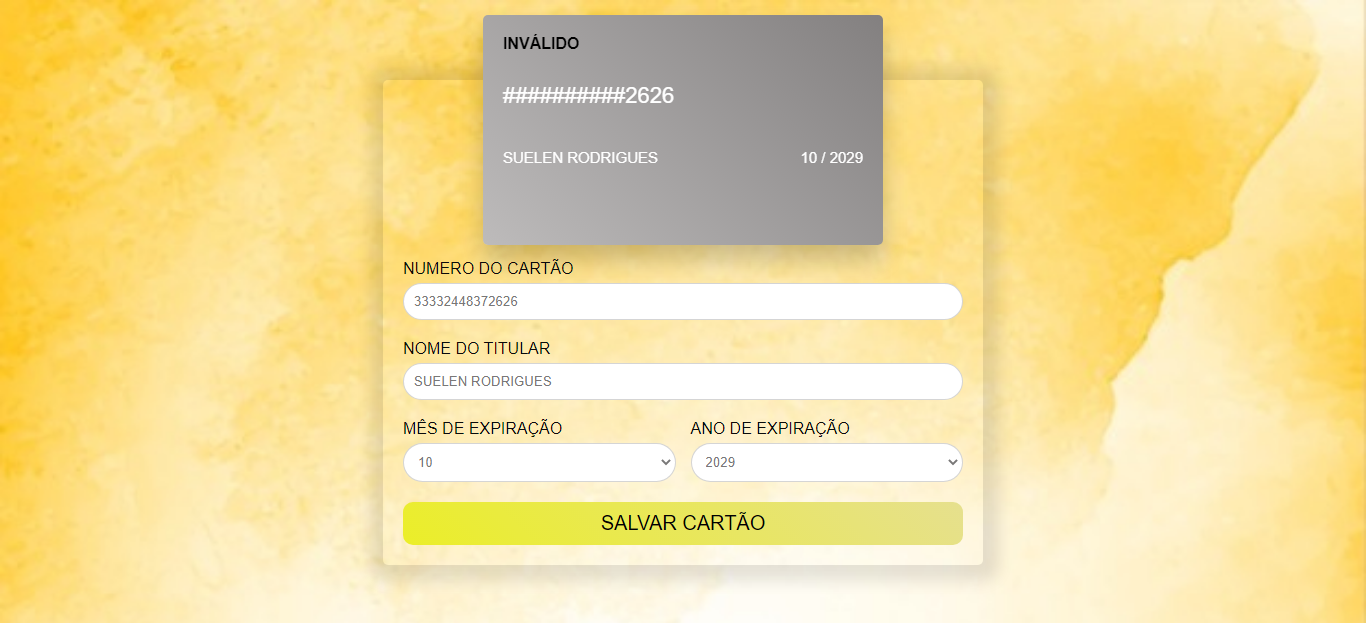 INVÁLIDO
##########2626
SUELEN RODRIGUES 10 / 2029
NUMERO DO CARTÃO
33332448372626
NOME DO TITULAR
SUELEN RODRIGUES
MÊS DE EXPIRAÇÃO ANO DE EXPIRAÇÃO
10 2029
SALVAR CARTÃO